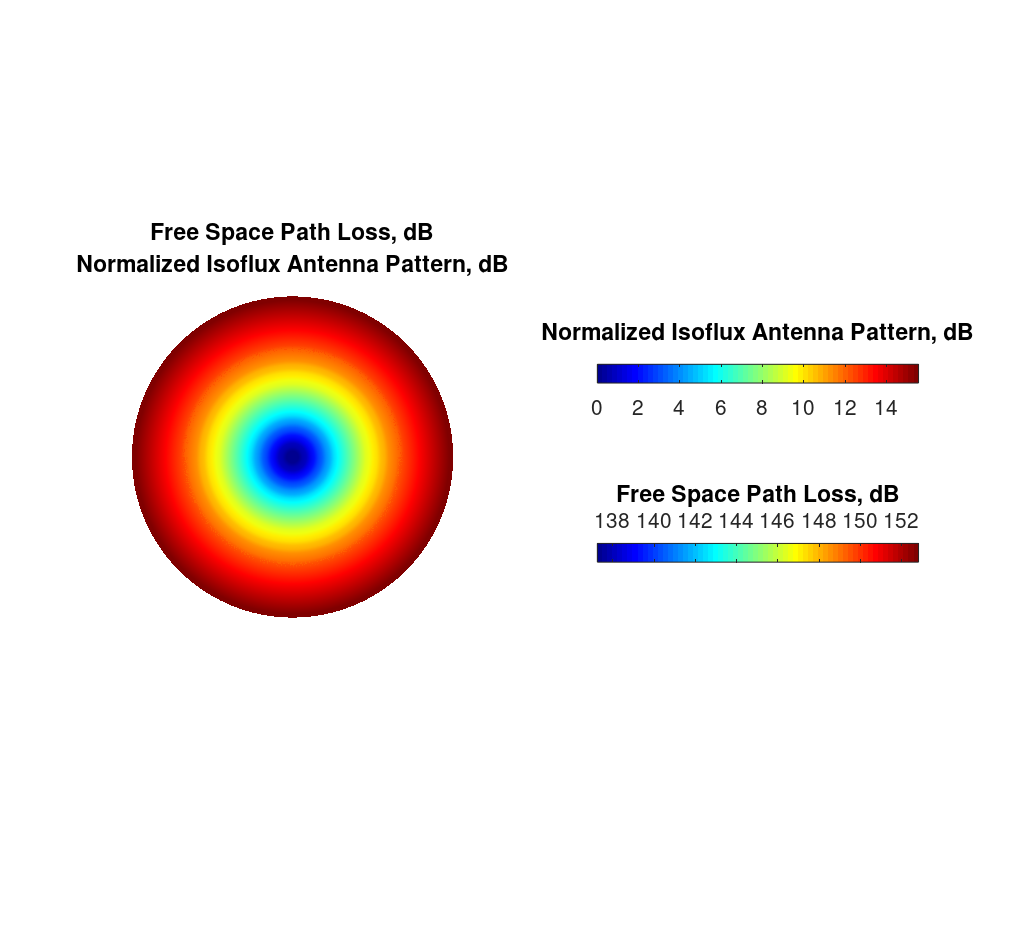 Free Space Path Loss, dB
Normalized Isoflux Antenna Pattern, dB
Normalized Isoflux Antenna Pattern, dB
0 2 4 6 8 10 12 14
Free Space Path Loss, dB
138 140 142 144 146 148 150 152